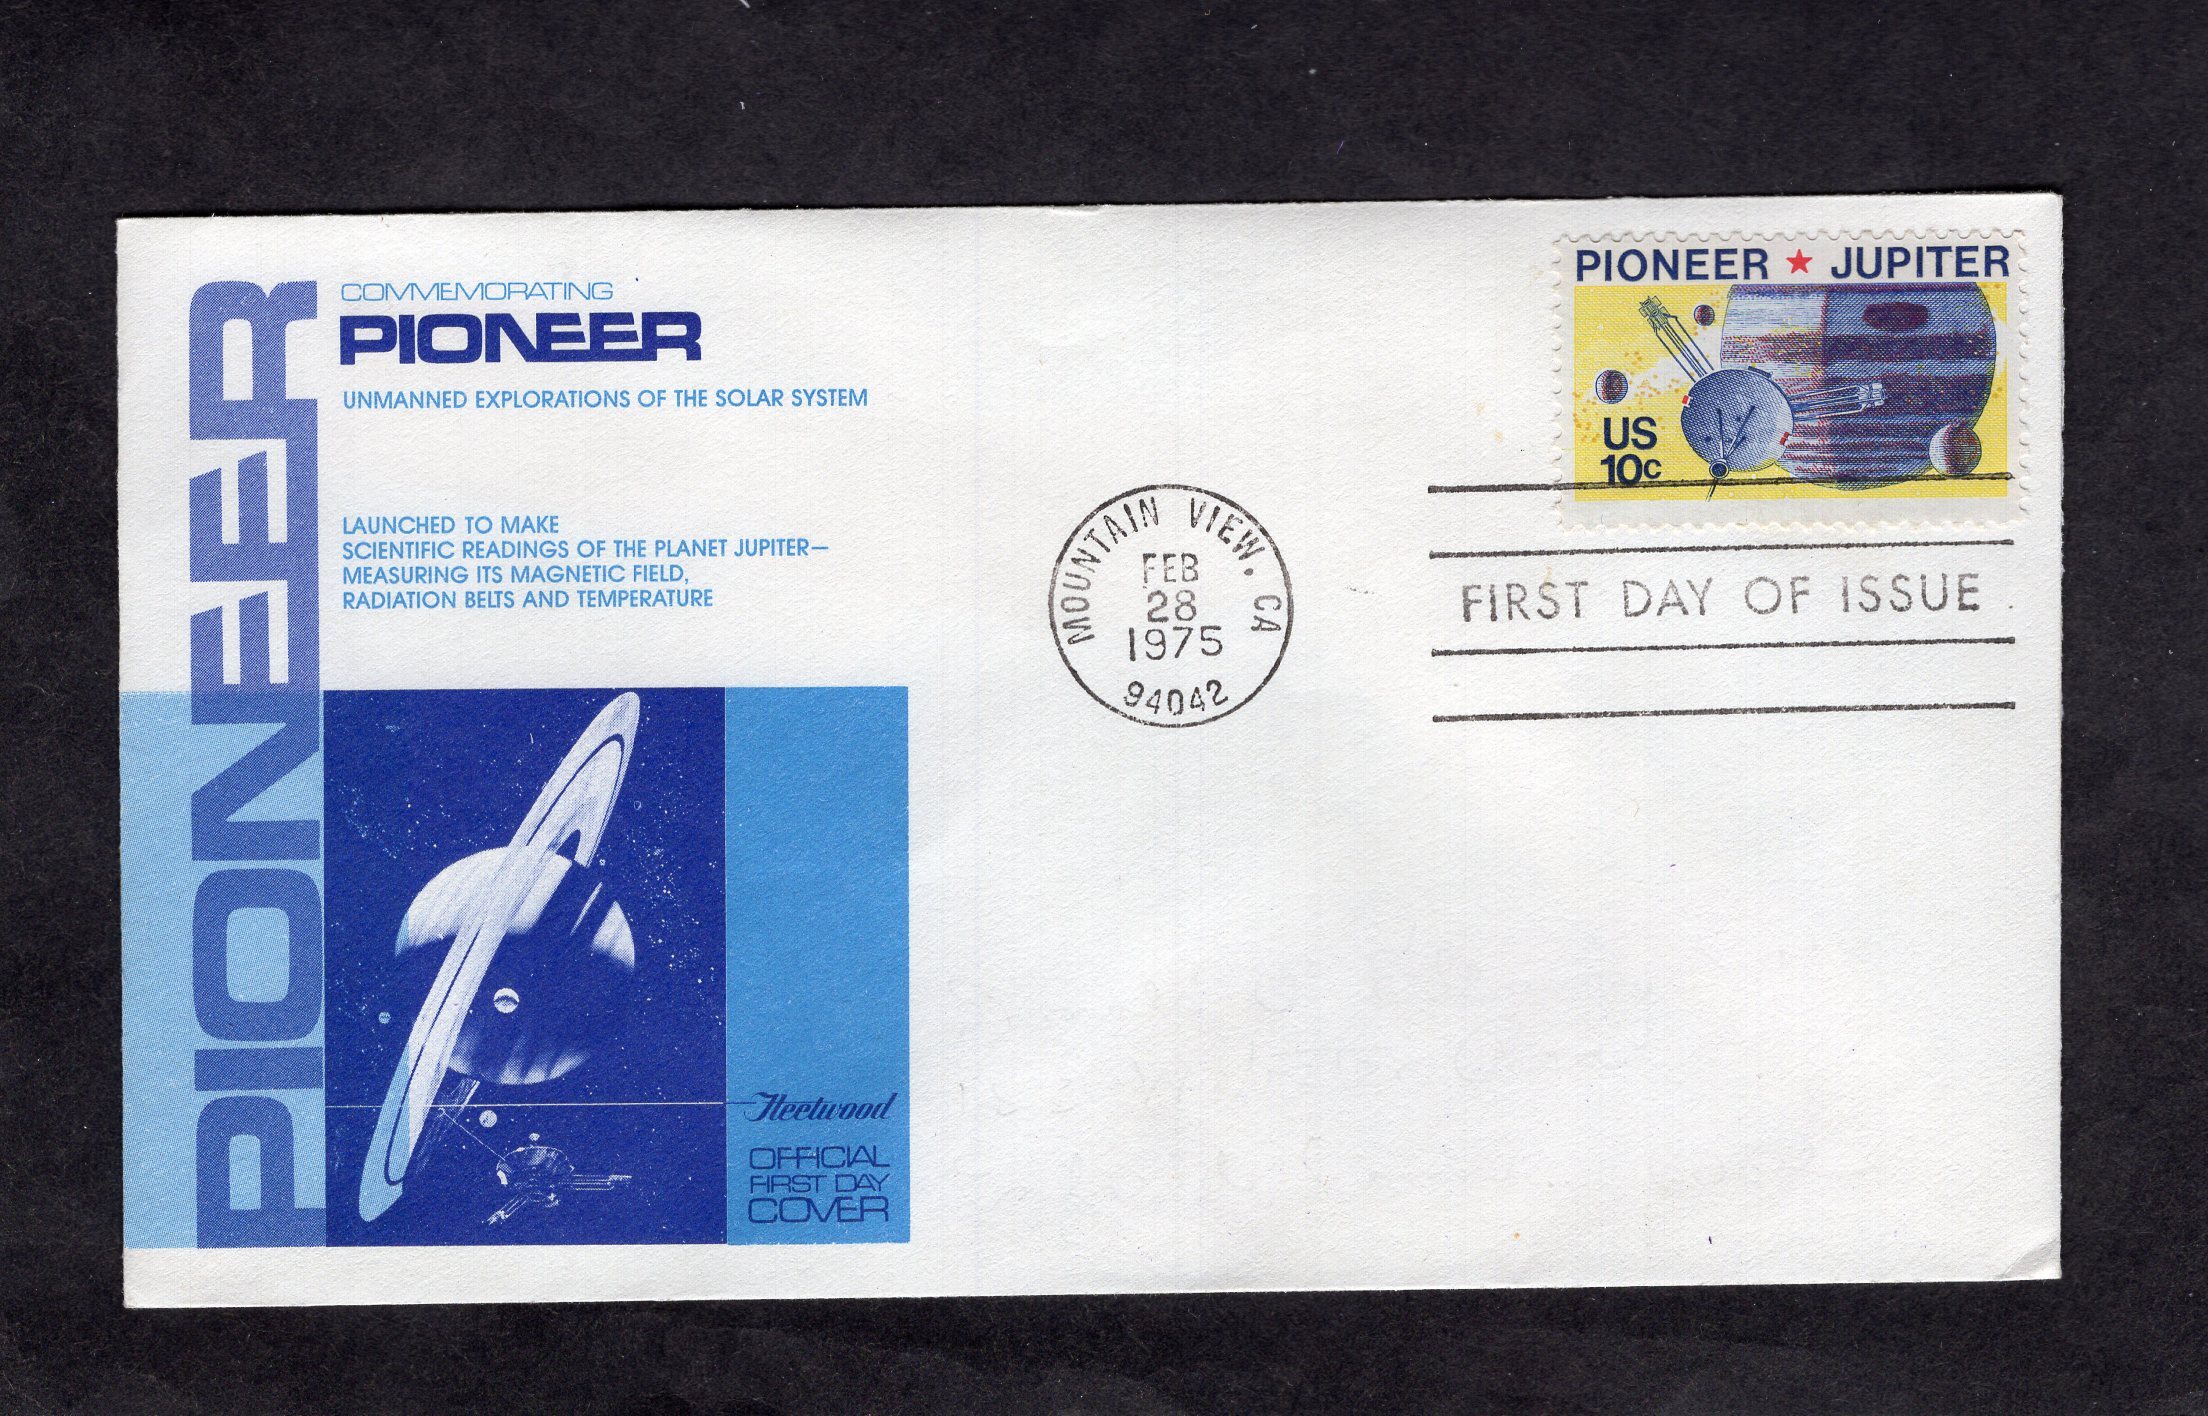 PIONEER
COMMEMORATING
PIONEER
UNMANNED EXPLORATIONS OF THE SOLAR SYSTEM
LAUNCHED TO MAKE
SCIENTIFIC READINGS OF THE PLANET JUPITER—
MEASURING ITS MAGNETIC FIELD,
RADIATION BELTS AND TEMPERATURE
Fleetwood
OFFICIAL
FIRST DAY
COVER
MOUNTAIN VIEW, CA
FEB
28
1975
94042
PIONEER ★ JUPITER
US
10c
FIRST DAY OF ISSUE